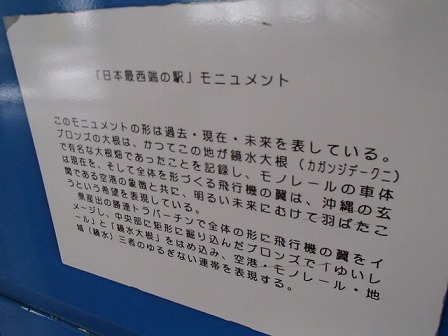 「日本最西端の駅」モニュメント
このモニュメントの形は過去・現在・未来を表している。
ブロンズの大根は、かつてこの地が鏡水大根(カガンジデークニ)
で有名な大根畑であったことを記録し、モノレールの車体
は現在を、そして全体を形づくる飛行機の翼は、沖縄の玄
関である空港の象徴と共に、明るい未来にむけて羽ばたこ
うという希望を表現している。
県産出の勝連トラバーチンで全体の形に飛行機の翼をイ
メージし、中央部に矩形に掘り込んだブロンズで「ゆいレ
ール」と「鏡水大根」をはめ込み、空港・モノレール・地
域(鏡水)三者のゆるぎない連帯を表現する。